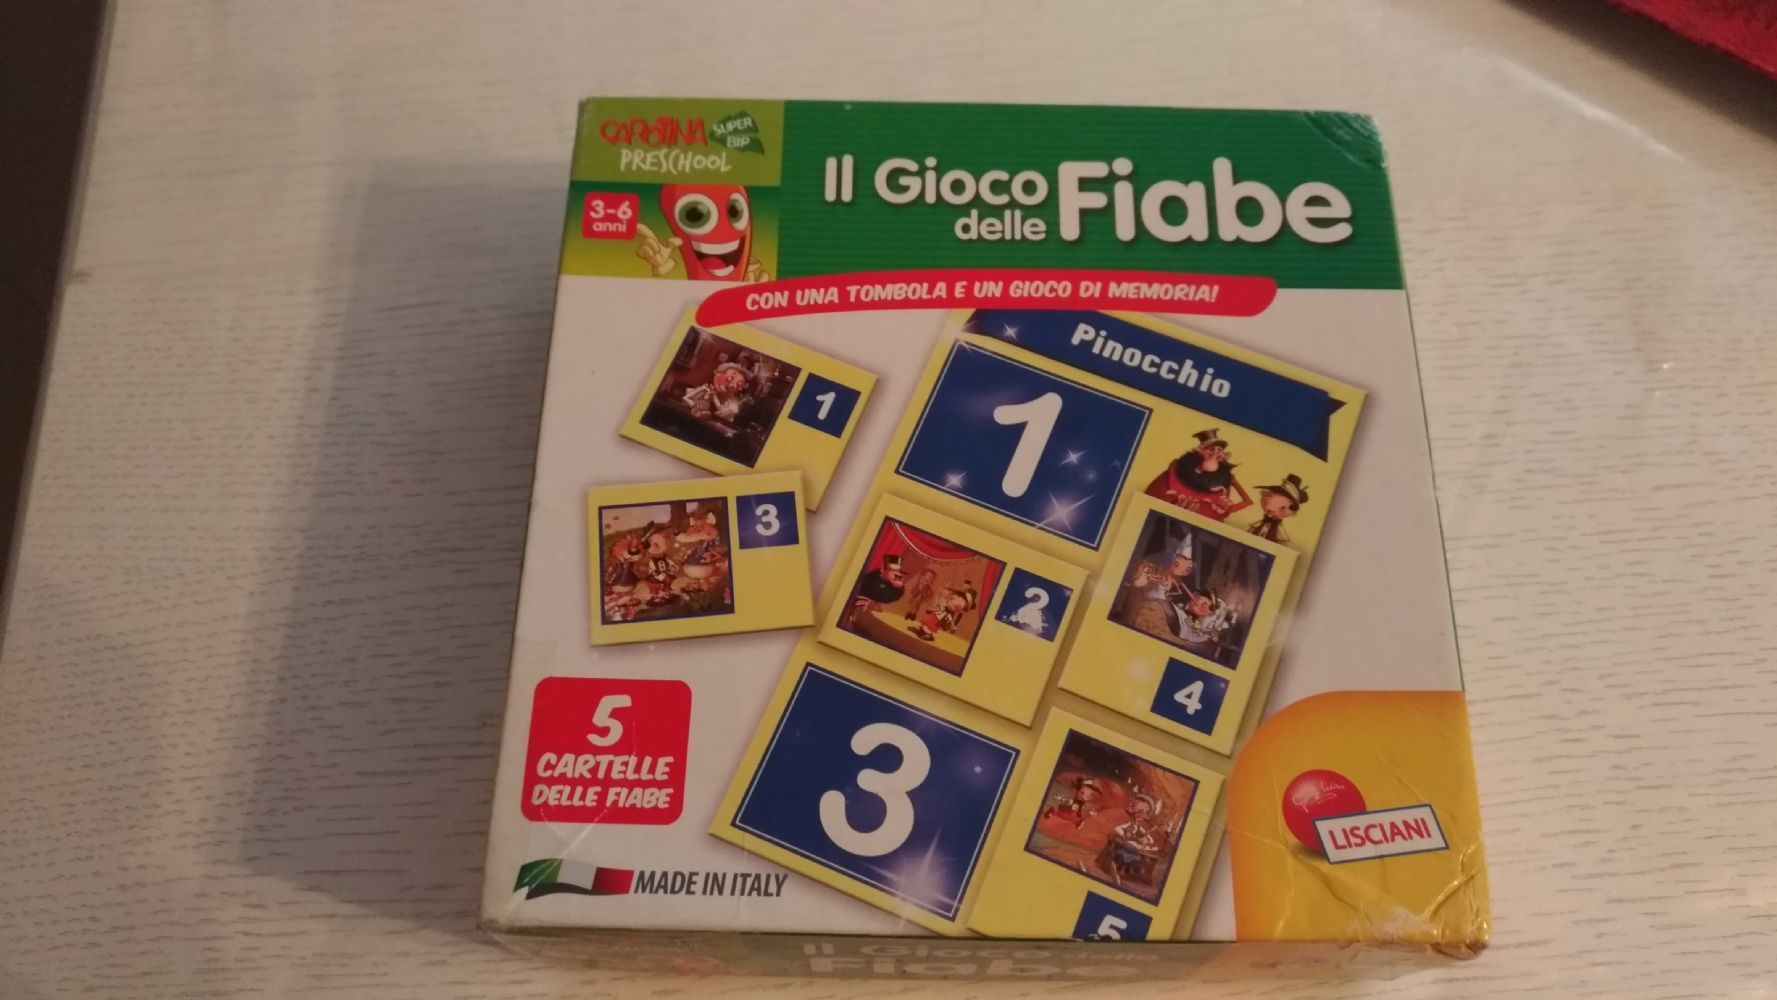 CAROTINA
SUPER
BIP
PRESCHOOL
3-6
anni
Il Gioco
delle
Fiabe
CON UNA TOMBOLA E UN GIOCO DI MEMORIA!
Pinocchio
1
1
3
2
4
3
5
5
CARTELLE
DELLE FIABE
MADE IN ITALY
LISCIANI
Il Gioco delle
Fiabe